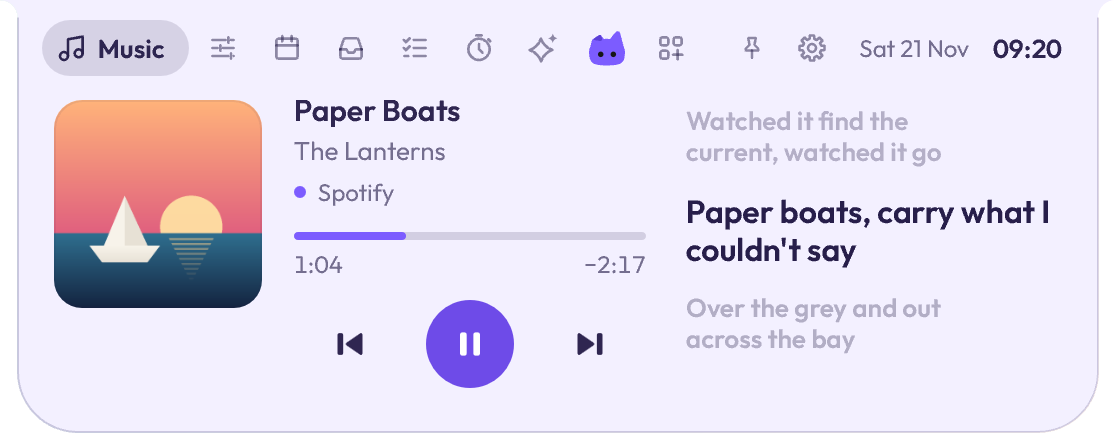 Music
Sat 21 Nov 09:20
Paper Boats
The Lanterns
Spotify
1:04
−2:17
Watched it find the
current, watched it go
Paper boats, carry what I
couldn't say
Over the grey and out
across the bay